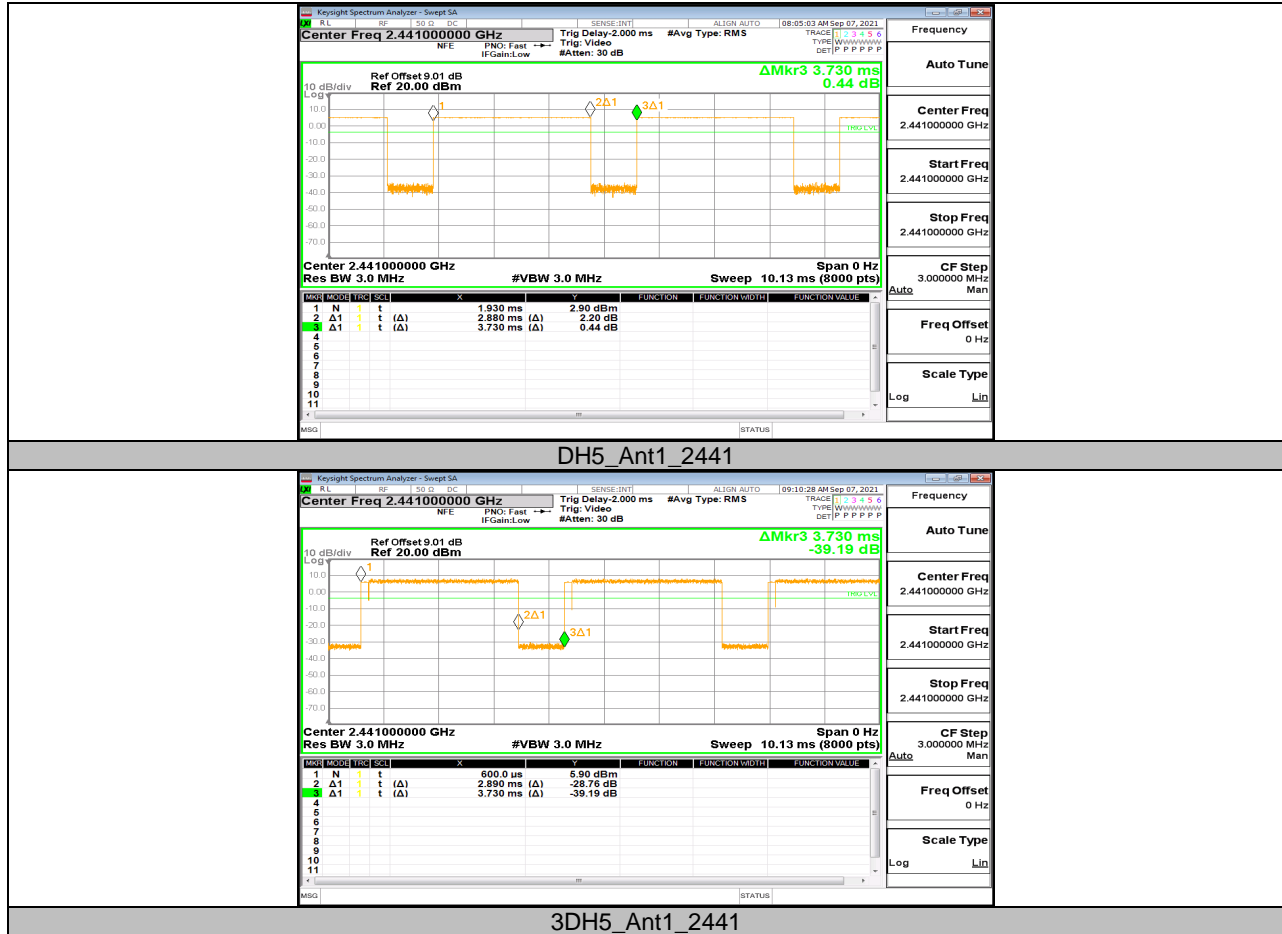 Keysight Spectrum Analyzer - Swept SA
RL RF 50 Ω DC SENSE:INT ALIGN AUTO 08:05:03 AM Sep 07, 2021
Center Freq 2.441000000 GHz Trig Delay-2.000 ms #Avg Type: RMS TRACE 1 2 3 4 5 6
NFE PNO: Fast Trig: Video TYPE WWWWWW
IFGain:Low #Atten: 30 dB DET P P P P P P
Frequency
ΔMkr3 3.730 ms
0.44 dB
Ref Offset 9.01 dB
10 dB/div Ref 20.00 dBm
Log
10.0
0.00
-10.0
-20.0
-30.0
-40.0
-50.0
-60.0
-70.0
1
2Δ1
3Δ1
TRIG LVL
Center 2.441000000 GHz Span 0 Hz
Res BW 3.0 MHz #VBW 3.0 MHz Sweep 10.13 ms (8000 pts)
MKR MODE TRC SCL X Y FUNCTION FUNCTION WIDTH FUNCTION VALUE
1 N 1 t 1.930 ms 2.90 dBm
2 Δ1 1 t (Δ) 2.880 ms (Δ) 2.20 dB
3 Δ1 1 t (Δ) 3.730 ms (Δ) 0.44 dB
4
5
6
7
8
9
10
11
MSG STATUS
Auto Tune
Center Freq
2.441000000 GHz
Start Freq
2.441000000 GHz
Stop Freq
2.441000000 GHz
CF Step
3.000000 MHz
Auto Man
Freq Offset
0 Hz
Scale Type
Log Lin
DH5_Ant1_2441
Keysight Spectrum Analyzer - Swept SA
RL RF 50 Ω DC SENSE:INT ALIGN AUTO 09:10:28 AM Sep 07, 2021
Center Freq 2.441000000 GHz Trig Delay-2.000 ms #Avg Type: RMS TRACE 1 2 3 4 5 6
NFE PNO: Fast Trig: Video TYPE WWWWWW
IFGain:Low #Atten: 30 dB DET P P P P P P
Frequency
ΔMkr3 3.730 ms
-39.19 dB
Ref Offset 9.01 dB
10 dB/div Ref 20.00 dBm
Log
10.0
0.00
-10.0
-20.0
-30.0
-40.0
-50.0
-60.0
-70.0
1
2Δ1
3Δ1
TRIG LVL
Center 2.441000000 GHz Span 0 Hz
Res BW 3.0 MHz #VBW 3.0 MHz Sweep 10.13 ms (8000 pts)
MKR MODE TRC SCL X Y FUNCTION FUNCTION WIDTH FUNCTION VALUE
1 N 1 t 600.0 µs 5.90 dBm
2 Δ1 1 t (Δ) 2.890 ms (Δ) -28.76 dB
3 Δ1 1 t (Δ) 3.730 ms (Δ) -39.19 dB
4
5
6
7
8
9
10
11
MSG STATUS
Auto Tune
Center Freq
2.441000000 GHz
Start Freq
2.441000000 GHz
Stop Freq
2.441000000 GHz
CF Step
3.000000 MHz
Auto Man
Freq Offset
0 Hz
Scale Type
Log Lin
3DH5_Ant1_2441